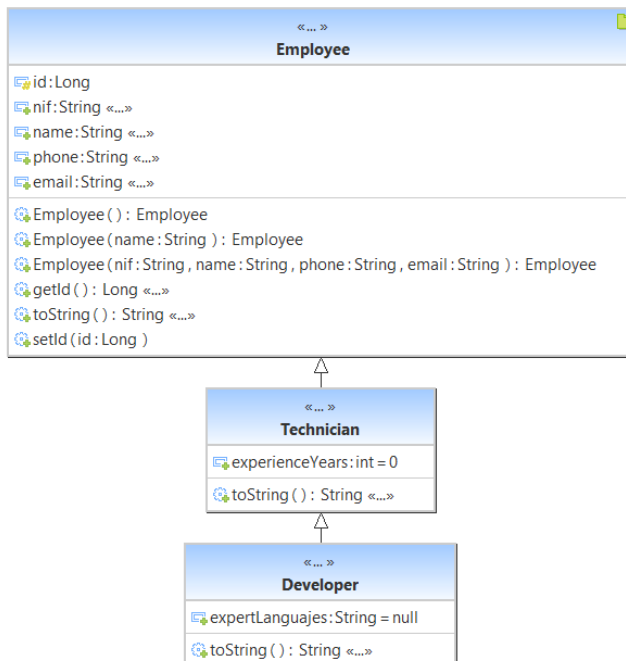 «... »
Employee
id:Long
nif:String «...»
name:String «...»
phone:String «...»
email:String «...»
Employee(): Employee
Employee(name:String): Employee
Employee(nif:String, name:String, phone:String, email:String): Employee
getId(): Long «...»
toString(): String «...»
setId(id:Long)
«... »
Technician
experienceYears:int = 0
toString(): String «...»
«... »
Developer
expertLanguajes:String = null
toString(): String «...»